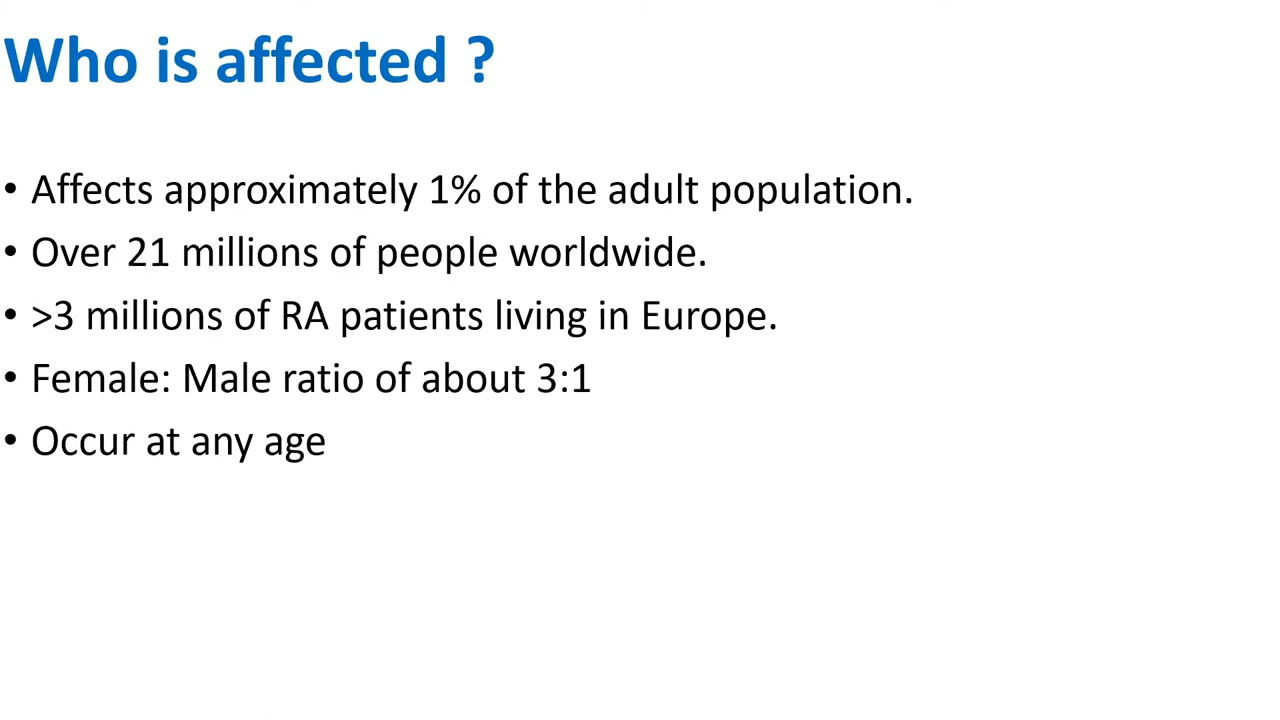 Who is affected ?
• Affects approximately 1% of the adult population.
• Over 21 millions of people worldwide.
• >3 millions of RA patients living in Europe.
• Female: Male ratio of about 3:1
• Occur at any age